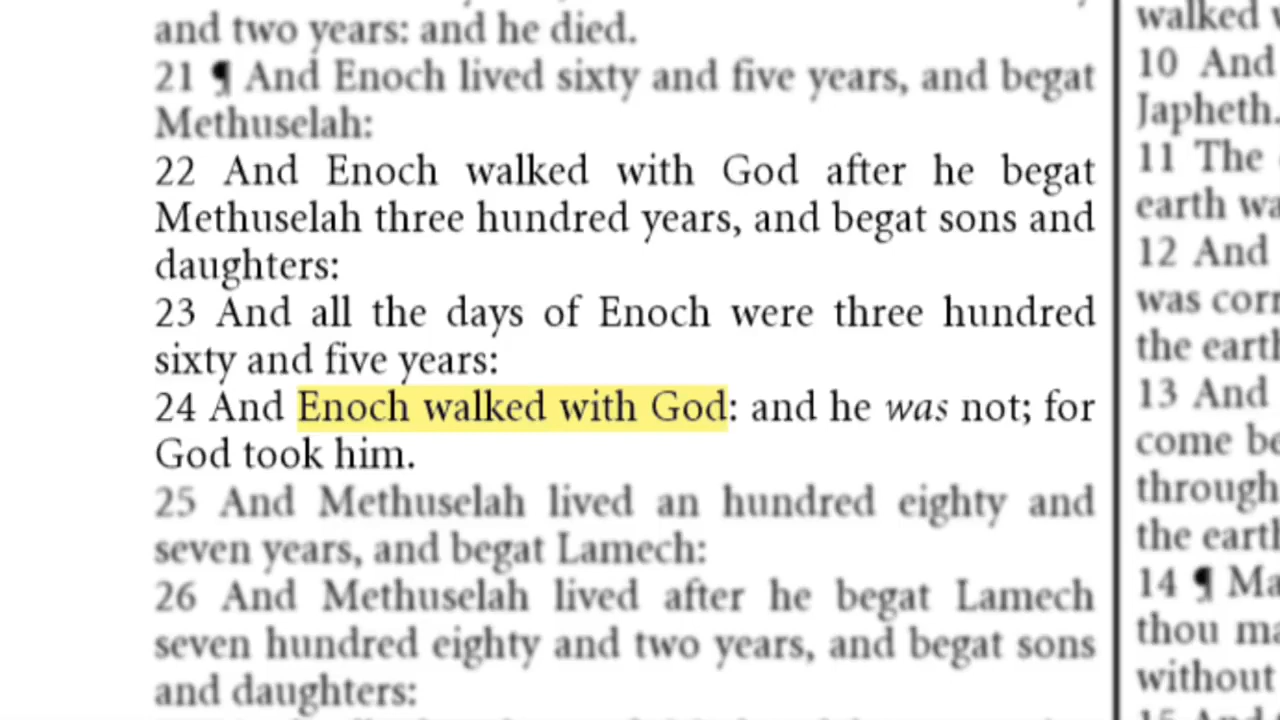 and two years: and he died.
21 ¶ And Enoch lived sixty and five years, and begat
Methuselah:
22 And Enoch walked with God after he begat
Methuselah three hundred years, and begat sons and
daughters:
23 And all the days of Enoch were three hundred
sixty and five years:
24 And Enoch walked with God: and he was not; for
God took him.
25 And Methuselah lived an hundred eighty and
seven years, and begat Lamech:
26 And Methuselah lived after he begat Lamech
seven hundred eighty and two years, and begat sons
and daughters:
walked
10 And
Japheth.
11 The
earth
12 And
was
the earth
13 And
come
through
the earth
14 ¶
thou
without